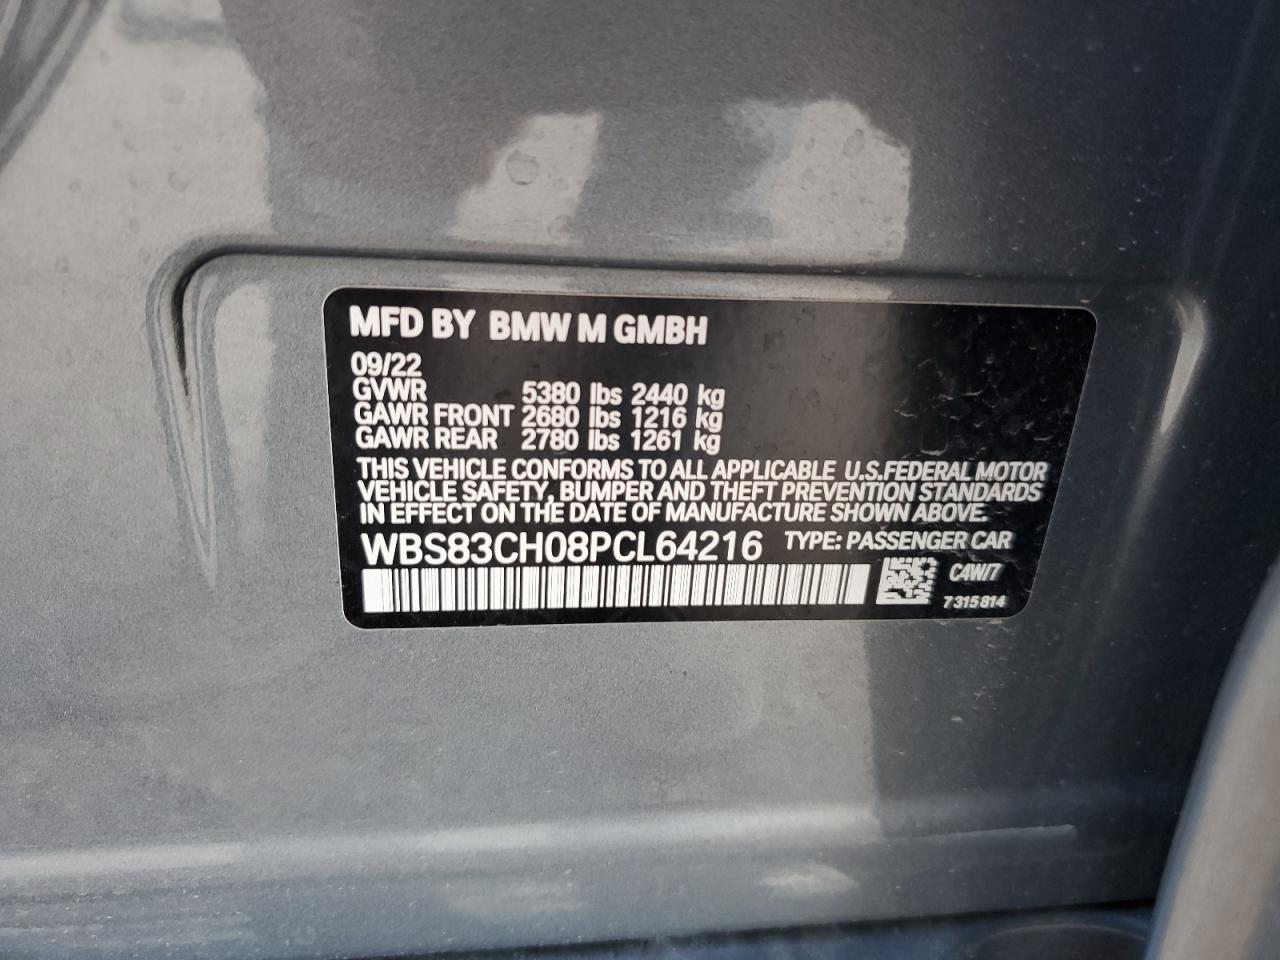 MFD BY BMW M GMBH
09/22
GVWR 5380 lbs 2440 kg
GAWR FRONT 2680 lbs 1216 kg
GAWR REAR 2780 lbs 1261 kg
THIS VEHICLE CONFORMS TO ALL APPLICABLE U.S.FEDERAL MOTOR
VEHICLE SAFETY, BUMPER AND THEFT PREVENTION STANDARDS
IN EFFECT ON THE DATE OF MANUFACTURE SHOWN ABOVE.
WBS83CH08PCL64216 TYPE: PASSENGER CAR
C4W/7
7315814